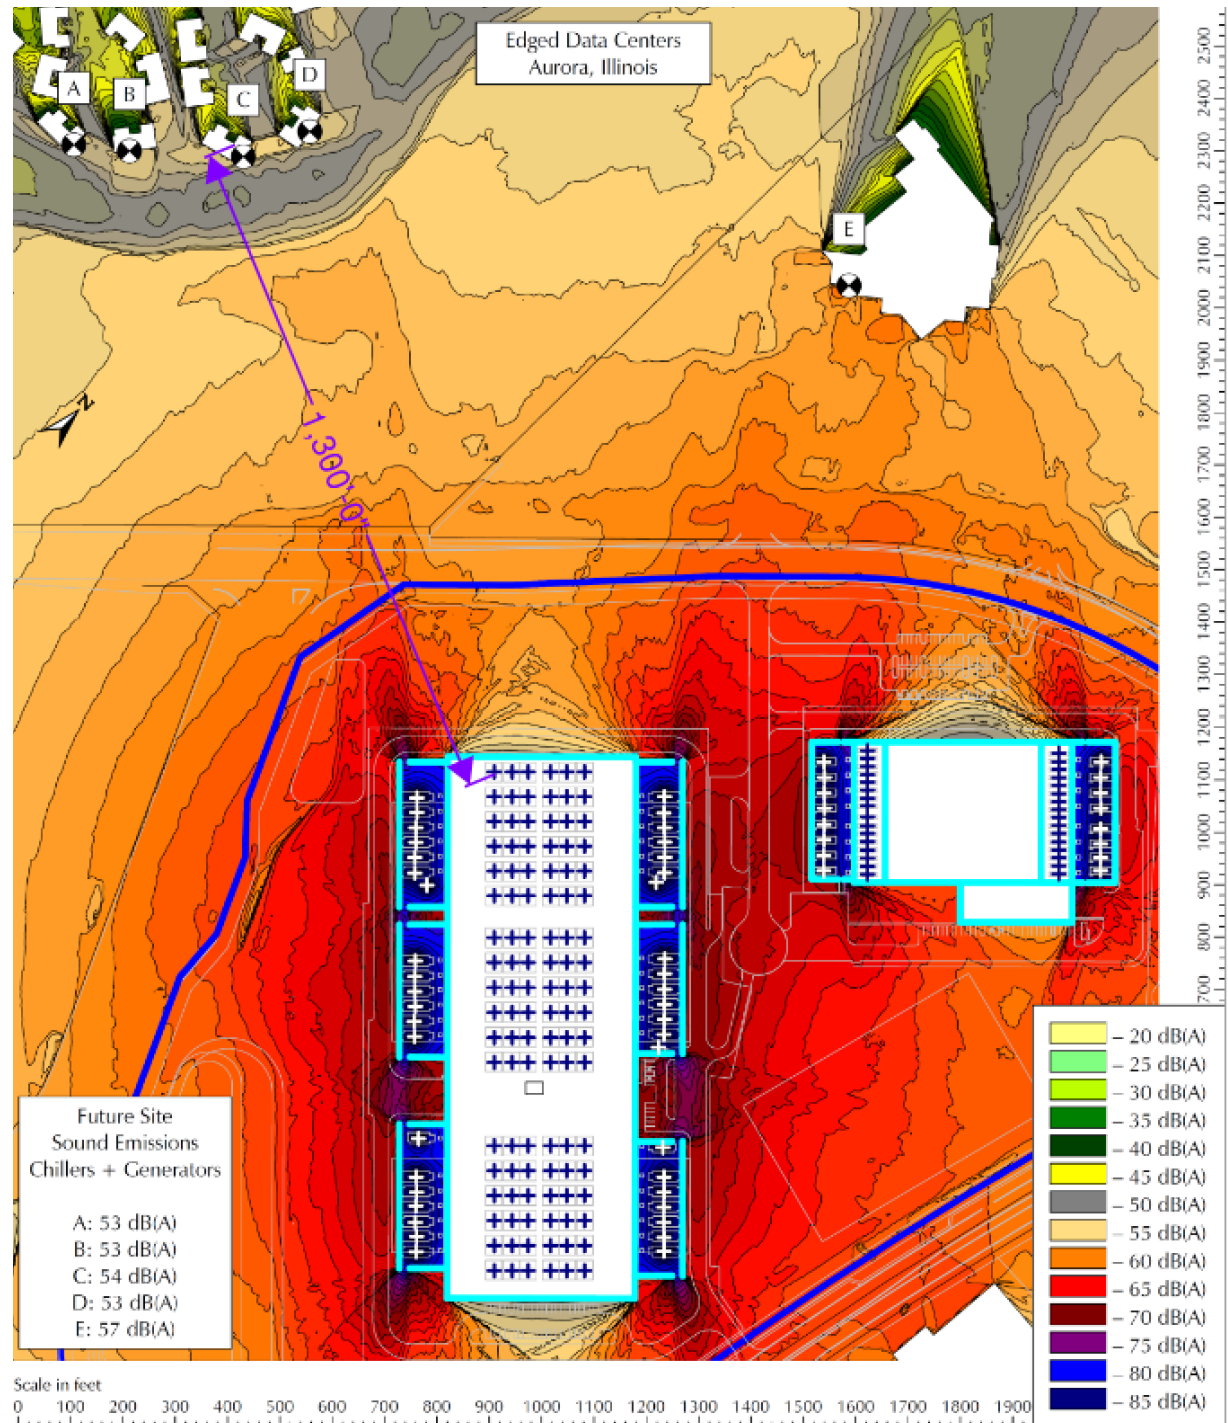 Edged Data Centers
Aurora, Illinois
A
B
C
D
E
N
1,300'-0"
2500
2400
2300
2200
2100
2000
1900
1800
1700
1600
1500
1400
1300
1200
1100
1000
900
800
700
Future Site
Sound Emissions
Chillers + Generators
A: 53 dB(A)
B: 53 dB(A)
C: 54 dB(A)
D: 53 dB(A)
E: 57 dB(A)
– 20 dB(A)
– 25 dB(A)
– 30 dB(A)
– 35 dB(A)
– 40 dB(A)
– 45 dB(A)
– 50 dB(A)
– 55 dB(A)
– 60 dB(A)
– 65 dB(A)
– 70 dB(A)
– 75 dB(A)
– 80 dB(A)
– 85 dB(A)
Scale in feet
0 100 200 300 400 500 600 700 800 900 1000 1100 1200 1300 1400 1500 1600 1700 1800 1900